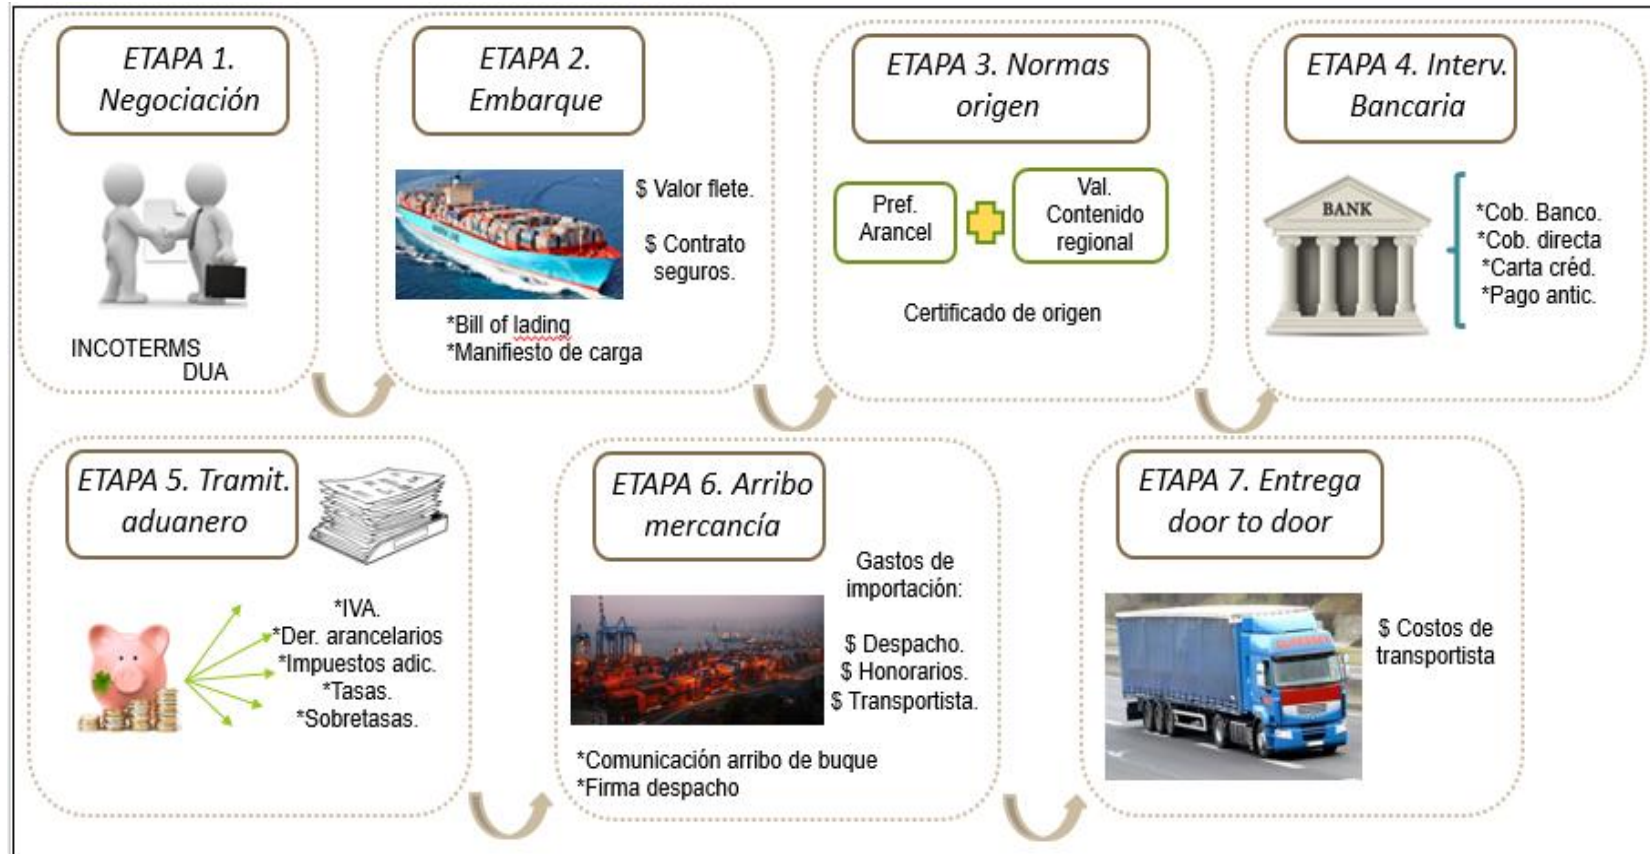 ETAPA 1.
Negociación
INCOTERMS
DUA
ETAPA 2.
Embarque
$ Valor flete.
$ Contrato
seguros.
*Bill of lading
*Manifiesto de carga
ETAPA 3. Normas
origen
Pref.
Arancel
Val.
Contenido
regional
Certificado de origen
ETAPA 4. Interv.
Bancaria
BANK
*Cob. Banco.
*Cob. directa
*Carta créd.
*Pago antic.
ETAPA 5. Tramit.
aduanero
*IVA.
*Der. arancelarios
*Impuestos adic.
*Tasas.
*Sobretasas.
ETAPA 6. Arribo
mercancía
Gastos de
importación:
$ Despacho.
$ Honorarios.
$ Transportista.
*Comunicación arribo de buque
*Firma despacho
ETAPA 7. Entrega
door to door
$ Costos de
transportista